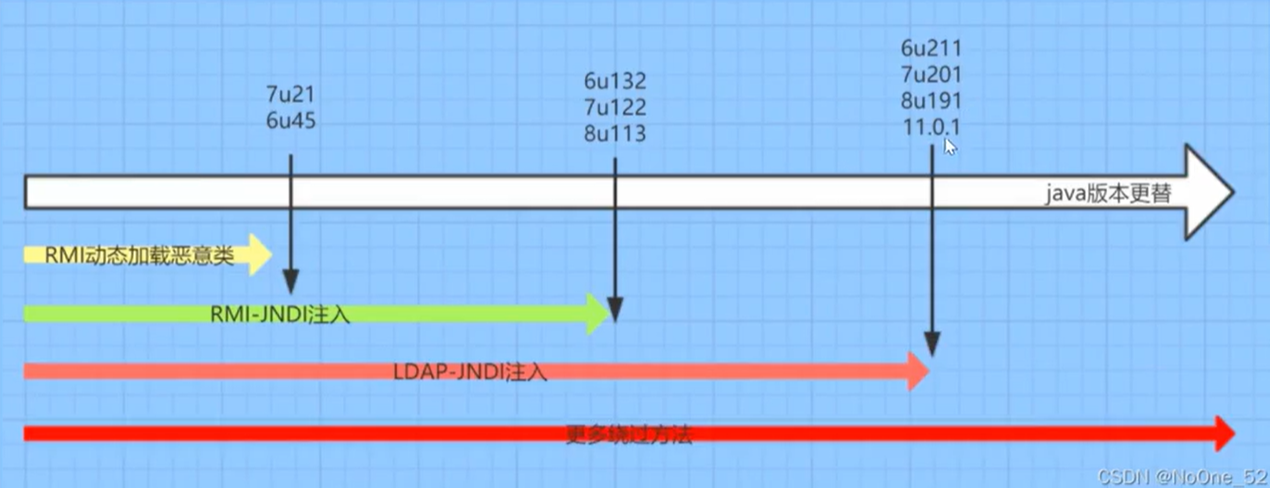 7u21
6u45
6u132
7u122
8u113
6u211
7u201
8u191
11.0.1
java版本更替
RMI动态加载恶意类
RMI-JNDI注入
LDAP-JNDI注入
更多绕过方法
CSDN @NoOne_52